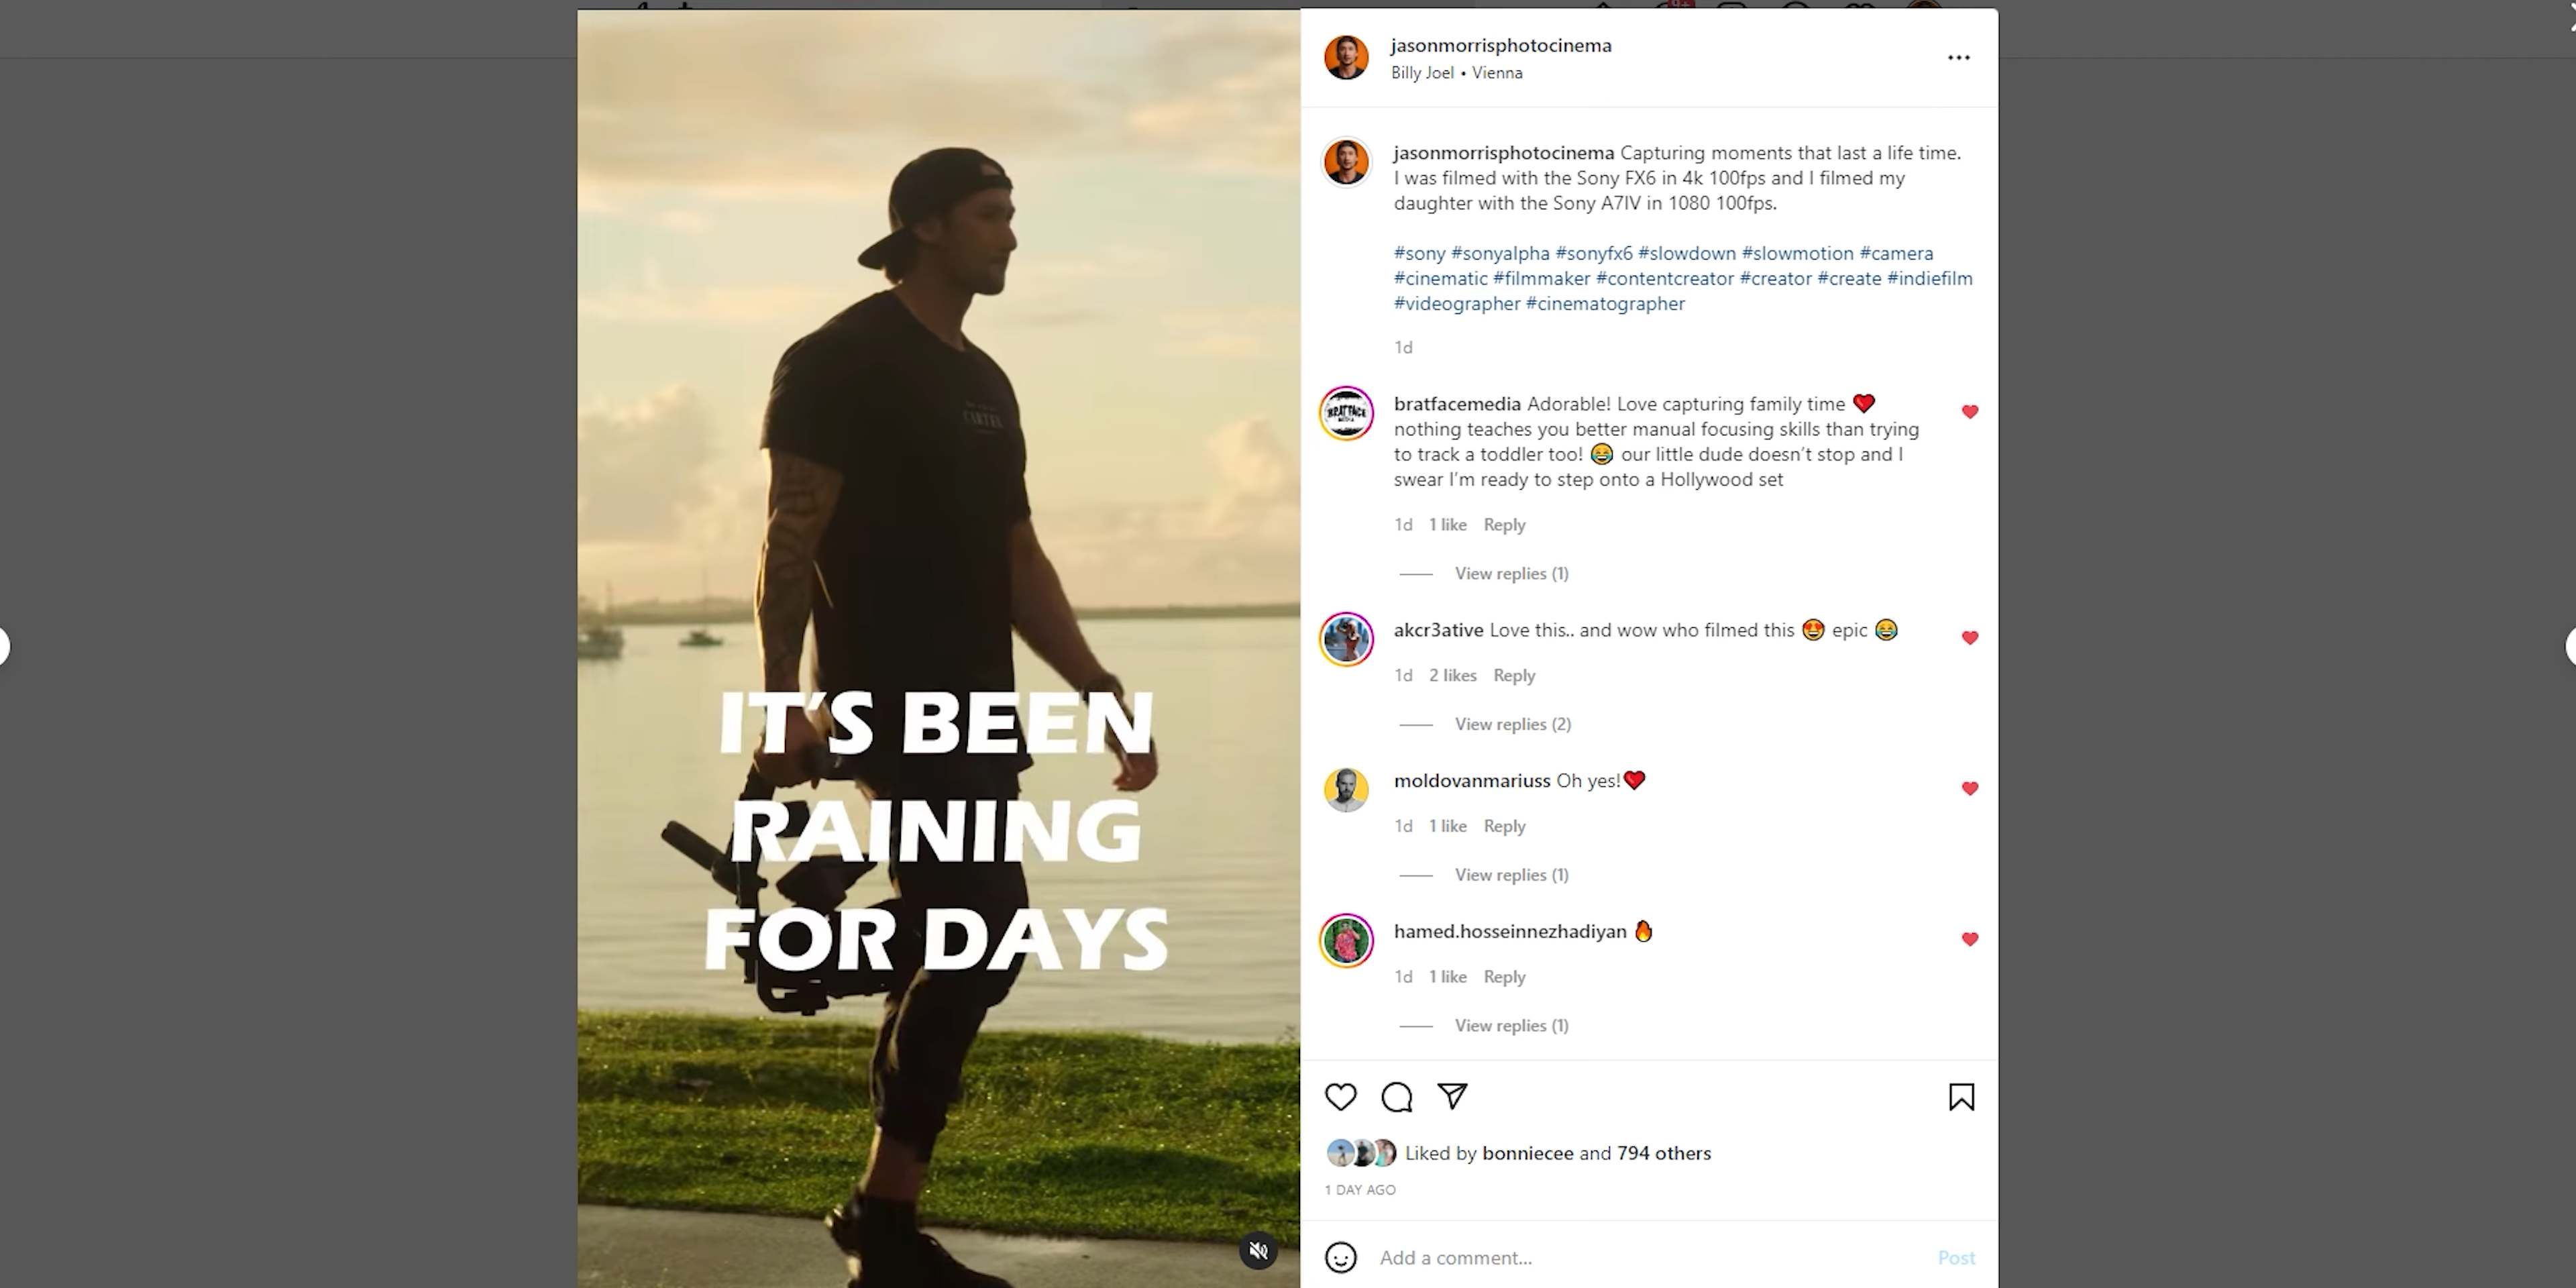 jasonmorrisphotocinema
Billy Joel • Vienna
jasonmorrisphotocinema Capturing moments that last a life time.
I was filmed with the Sony FX6 in 4k 100fps and I filmed my
daughter with the Sony A7IV in 1080 100fps.
#sony #sonyalpha #sonyfx6 #slowdown #slowmotion #camera
#cinematic #filmmaker #contentcreator #creator #create #indiefilm
#videographer #cinematographer
1d
BRATFACE
bratfacemedia Adorable! Love capturing family time ❤️
nothing teaches you better manual focusing skills than trying
to track a toddler too! 😂 our little dude doesn’t stop and I
swear I’m ready to step onto a Hollywood set
1d 1 like Reply
View replies (1)
akcr3ative Love this.. and wow who filmed this 😍 epic 😂
1d 2 likes Reply
View replies (2)
moldovanmariuss Oh yes!❤️
1d 1 like Reply
View replies (1)
hamed.hosseinnezhadiyan 🔥
1d 1 like Reply
View replies (1)
Liked by bonniecee and 794 others
1 DAY AGO
Add a comment... Post
CARTEL
IT’S BEEN
RAINING
FOR DAYS